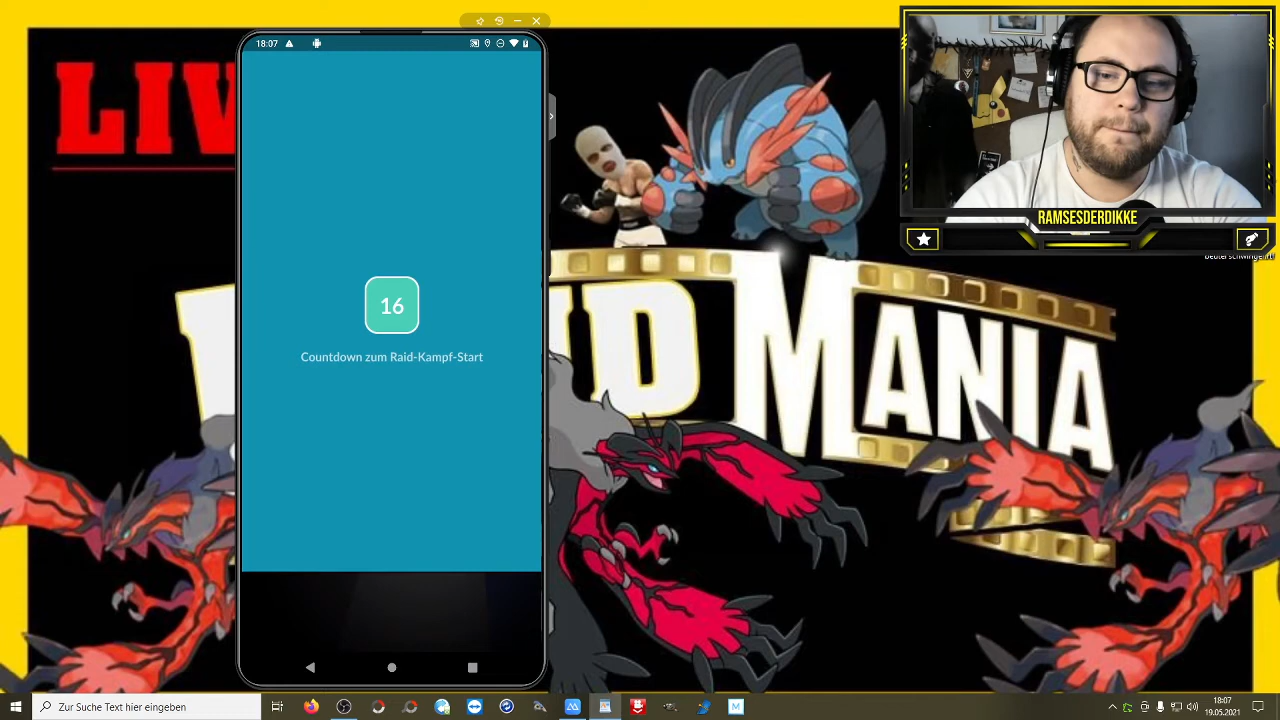 18:07
LIV
16
Countdown zum Raid-Kampf-Start
ID MANIA
RAMSESDERDIKKE
Zur Suche Text hier eingeben
18:07
19.05.2021